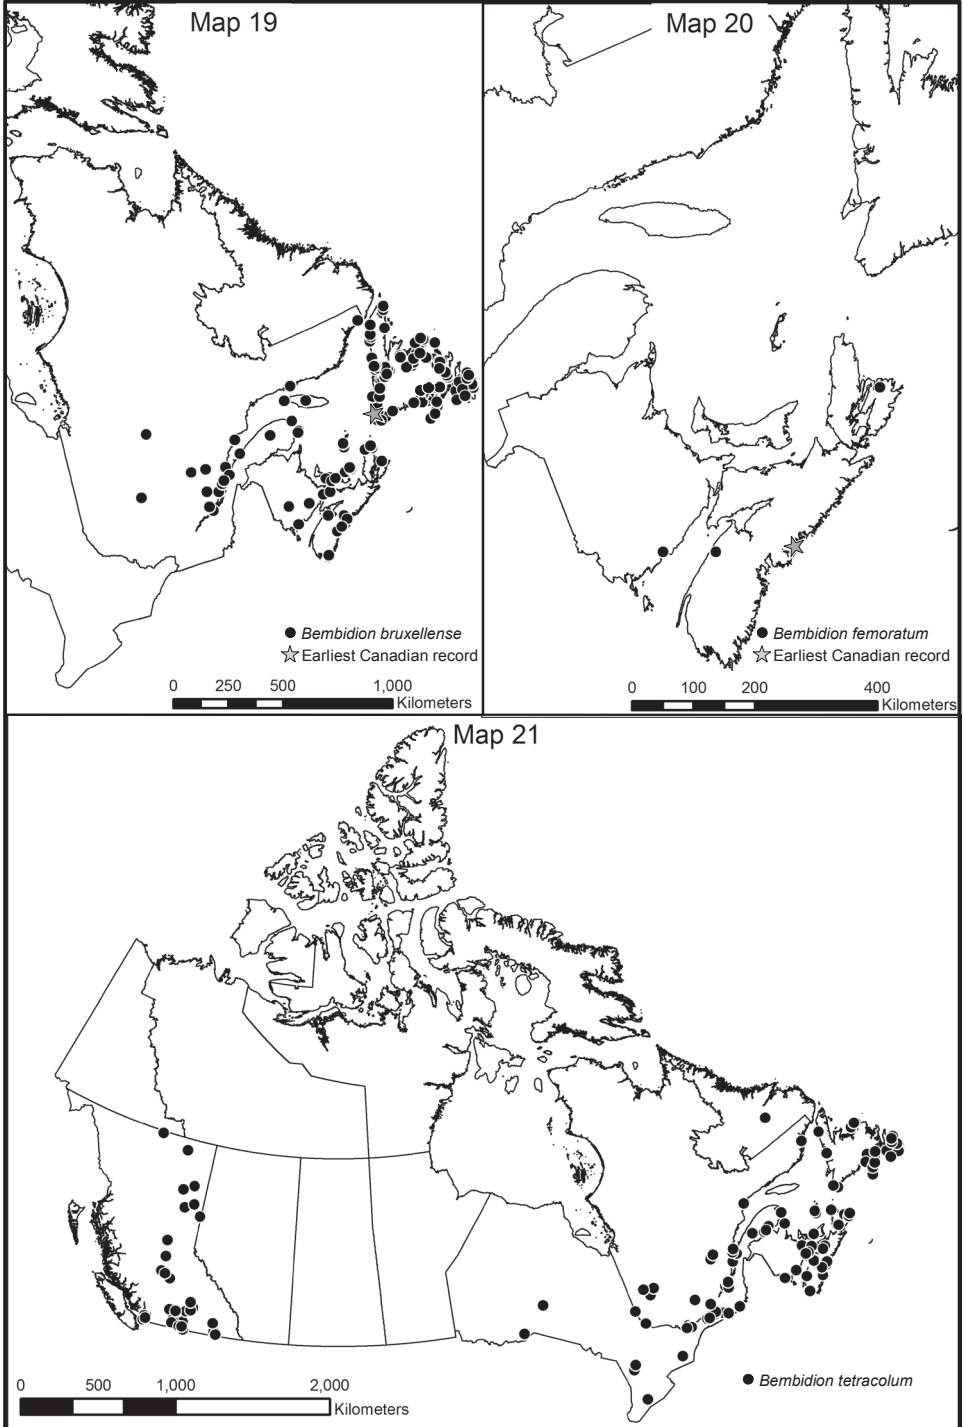 Map 19
Bembidion bruxellense
Earliest Canadian record
0 250 500 1,000
Kilometers
Map 20
Bembidion femoratum
Earliest Canadian record
0 100 200 400
Kilometers
Map 21
Bembidion tetracolum
0 500 1,000 2,000
Kilometers